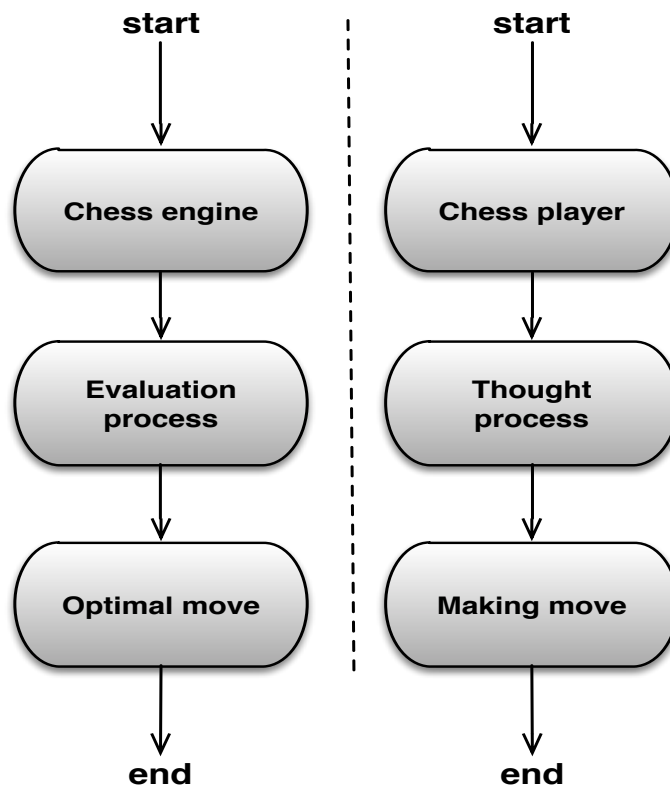 start
Chess engine
Evaluation
process
Optimal move
end
start
Chess player
Thought
process
Making move
end